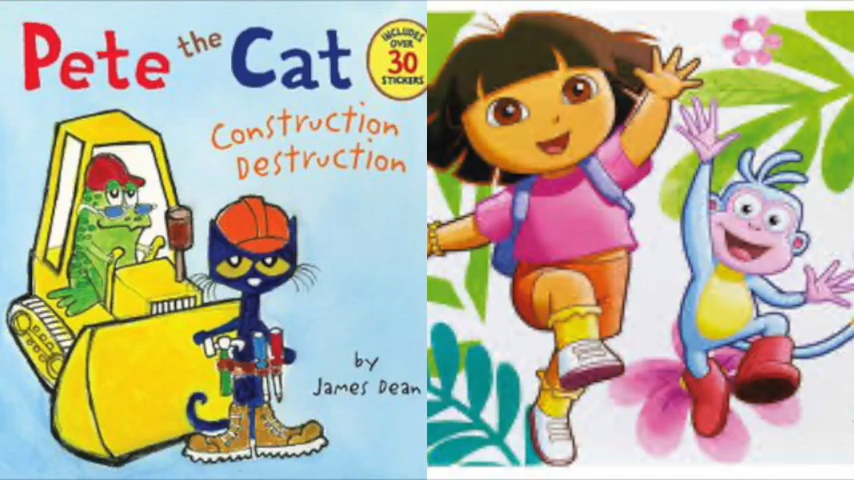 Pete the Cat
INCLUDES
OVER
30
STICKERS
Construction
Destruction
by
James Dean